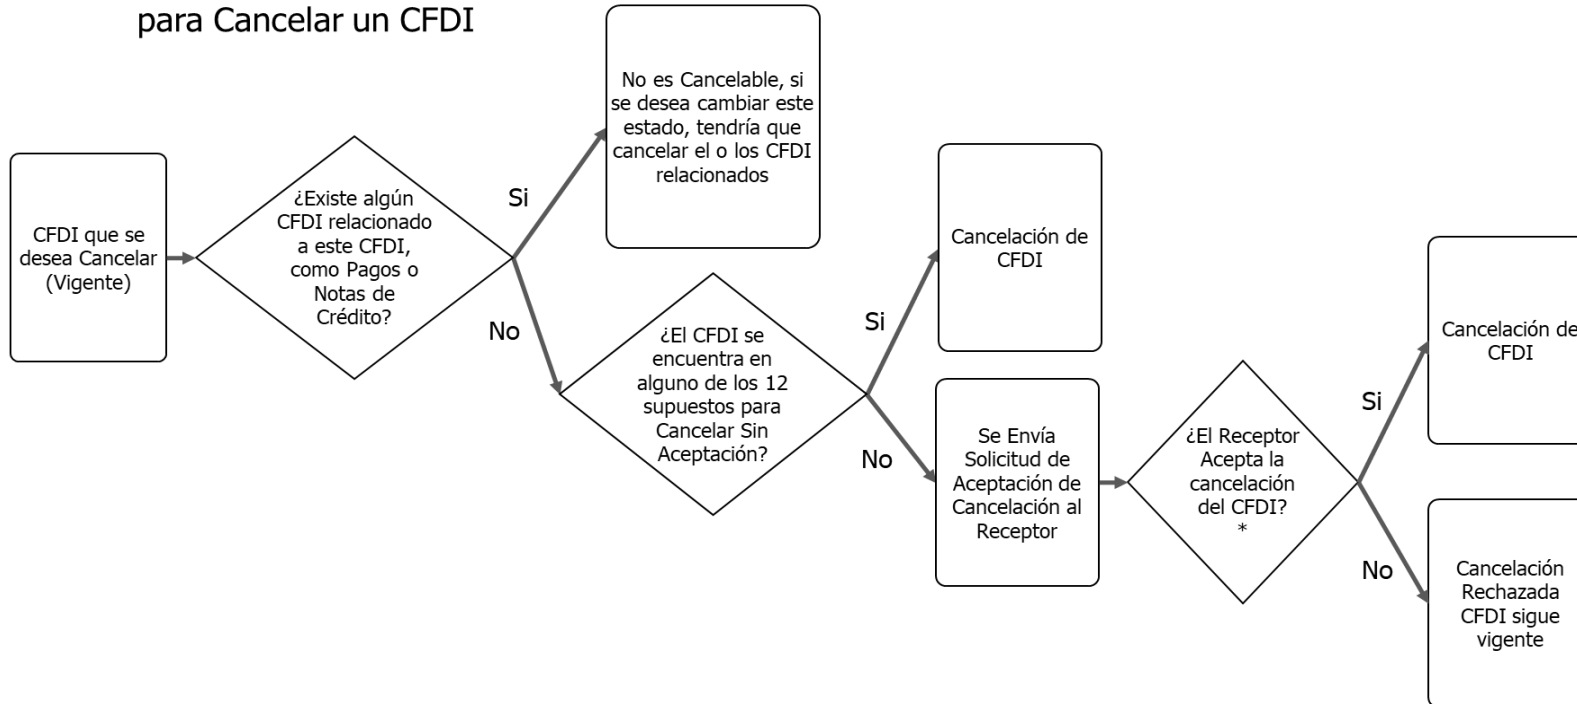 para Cancelar un CFDI
CFDI que se
desea Cancelar
(Vigente)
¿Existe algún
CFDI relacionado
a este CFDI,
como Pagos o
Notas de
Crédito?
Si
No es Cancelable, si
se desea cambiar este
estado, tendría que
cancelar el o los CFDI
relacionados
No
¿El CFDI se
encuentra en
alguno de los 12
supuestos para
Cancelar Sin
Aceptación?
Si
Cancelación de
CFDI
No
Se Envía
Solicitud de
Aceptación de
Cancelación al
Receptor
¿El Receptor
Acepta la
cancelación
del CFDI?
*
Si
Cancelación de
CFDI
No
Cancelación
Rechazada
CFDI sigue
vigente